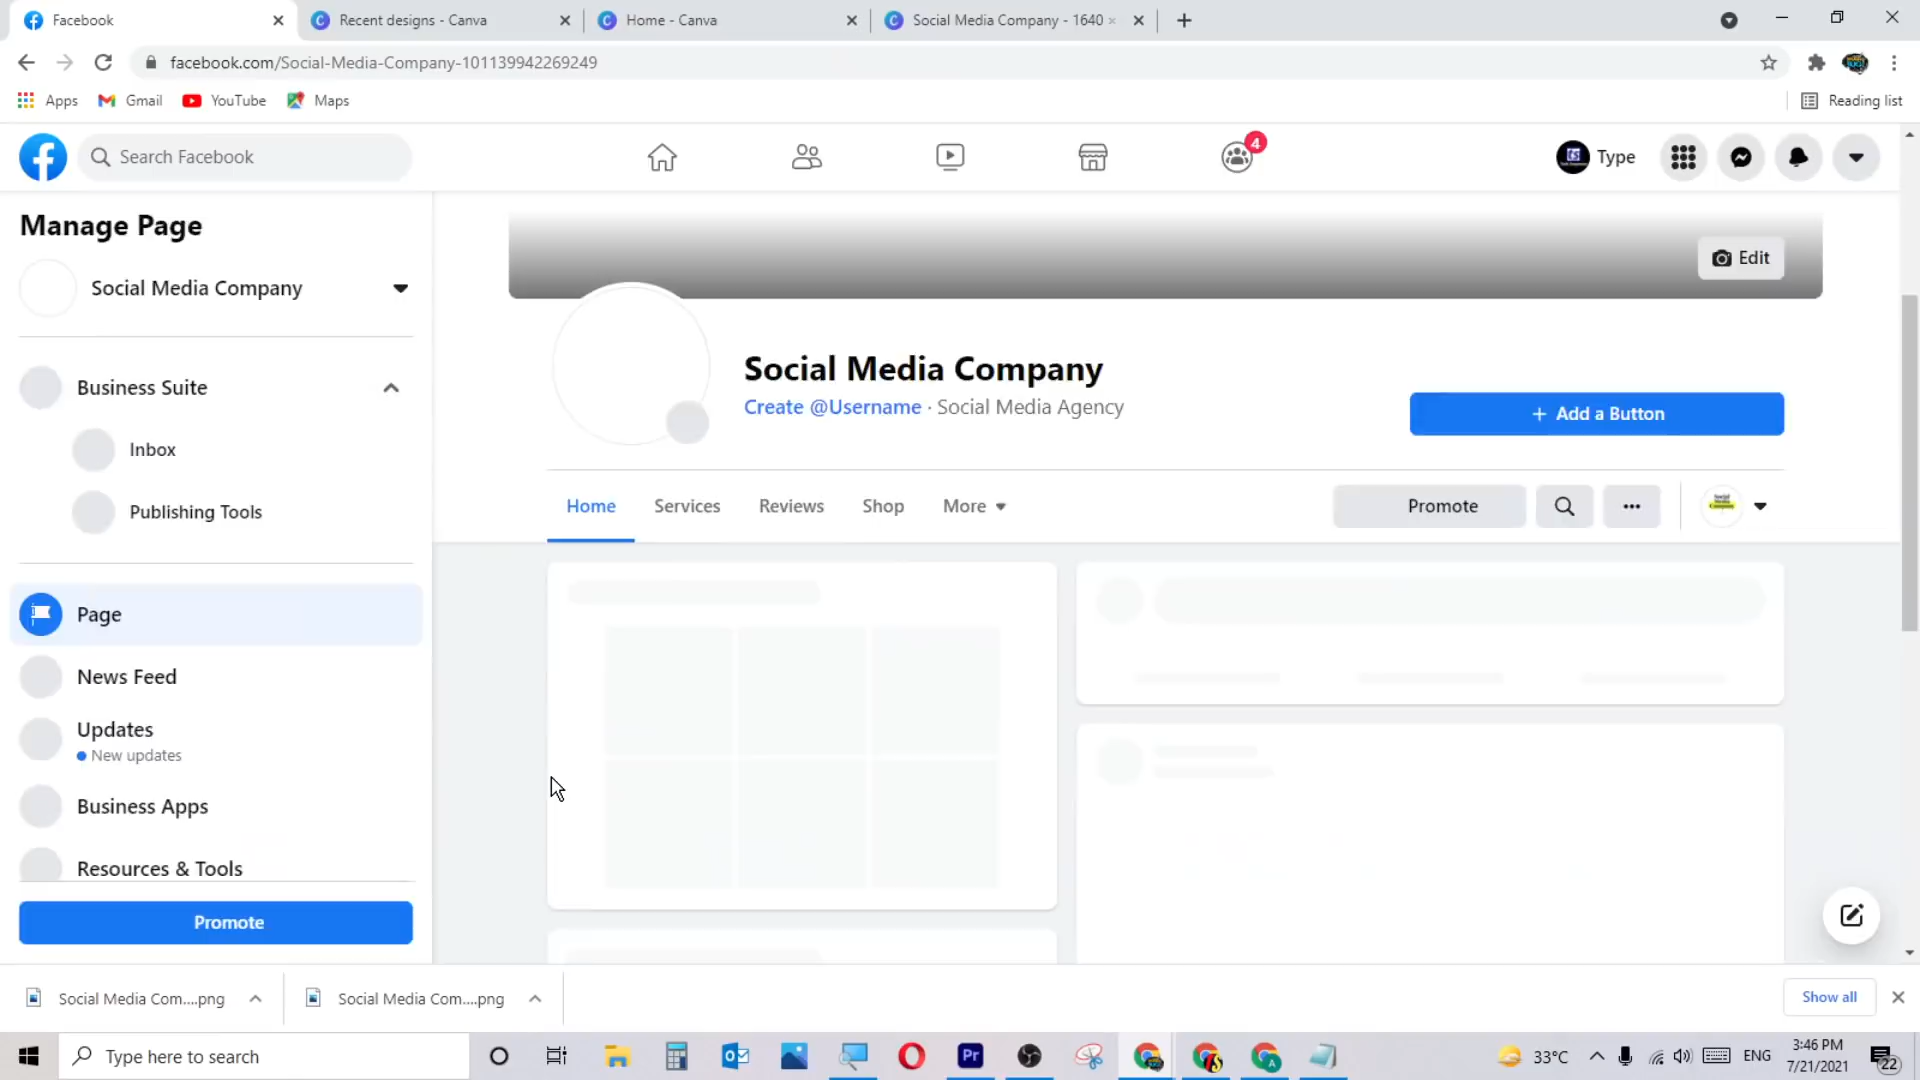 Facebook
Recent designs - Canva
Home - Canva
Social Media Company - 1640
facebook.com/Social-Media-Company-101139942269249
Apps
Gmail
YouTube
Maps
Reading list
Search Facebook
4
Type
Manage Page
Social Media Company
Business Suite
Inbox
Publishing Tools
Page
News Feed
Updates
New updates
Business Apps
Resources & Tools
Promote
Edit
Social Media Company
Create @Username · Social Media Agency
+ Add a Button
Home
Services
Reviews
Shop
More
Promote
Social Media Com....png
Social Media Com....png
Show all
Type here to search
Pr
33°C
ENG
3:46 PM
7/21/2021
22